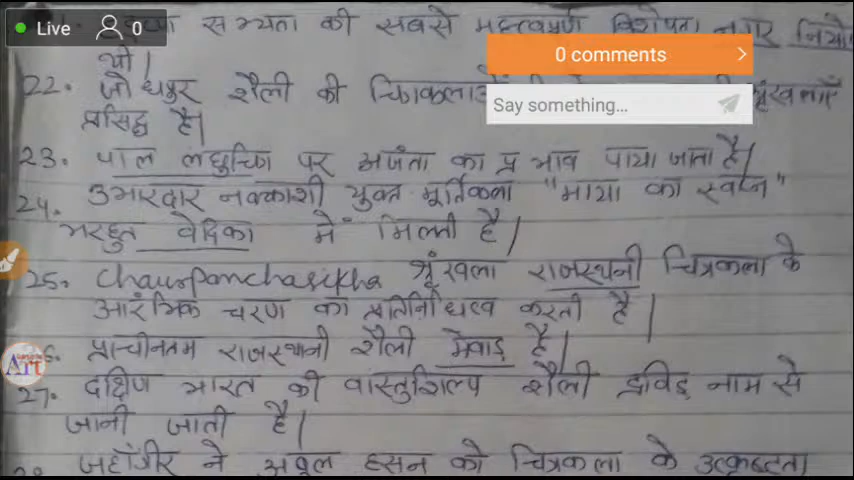 Live 0
सभ्यता की सबसे महत्वपूर्ण विशेषता नगर
थी।
0 comments
22. जोधपुर शैली की शृंखलाएँ
Say something...
प्रसिद्ध है।
23. पाल लघुचित्र पर अजंता का प्रभाव पाया जाता है।
24. उभारदार नक्काशी युक्त मूर्तिकला "माया का स्वप्न"
भरहुत वेदिका में मिलती है।
25. Chaurpanchasikha शृंखला राजस्थानी चित्रकला के
आरंभिक चरण का प्रतिनिधित्व करती है।
प्राचीनतम राजस्थानी शैली मेवाड़ है।
27. दक्षिण भारत की वास्तुशिल्प शैली द्रविड़ नाम से
जानी जाती है।
जहाँगीर ने अबुल हसन को चित्रकला के उत्कृष्टता